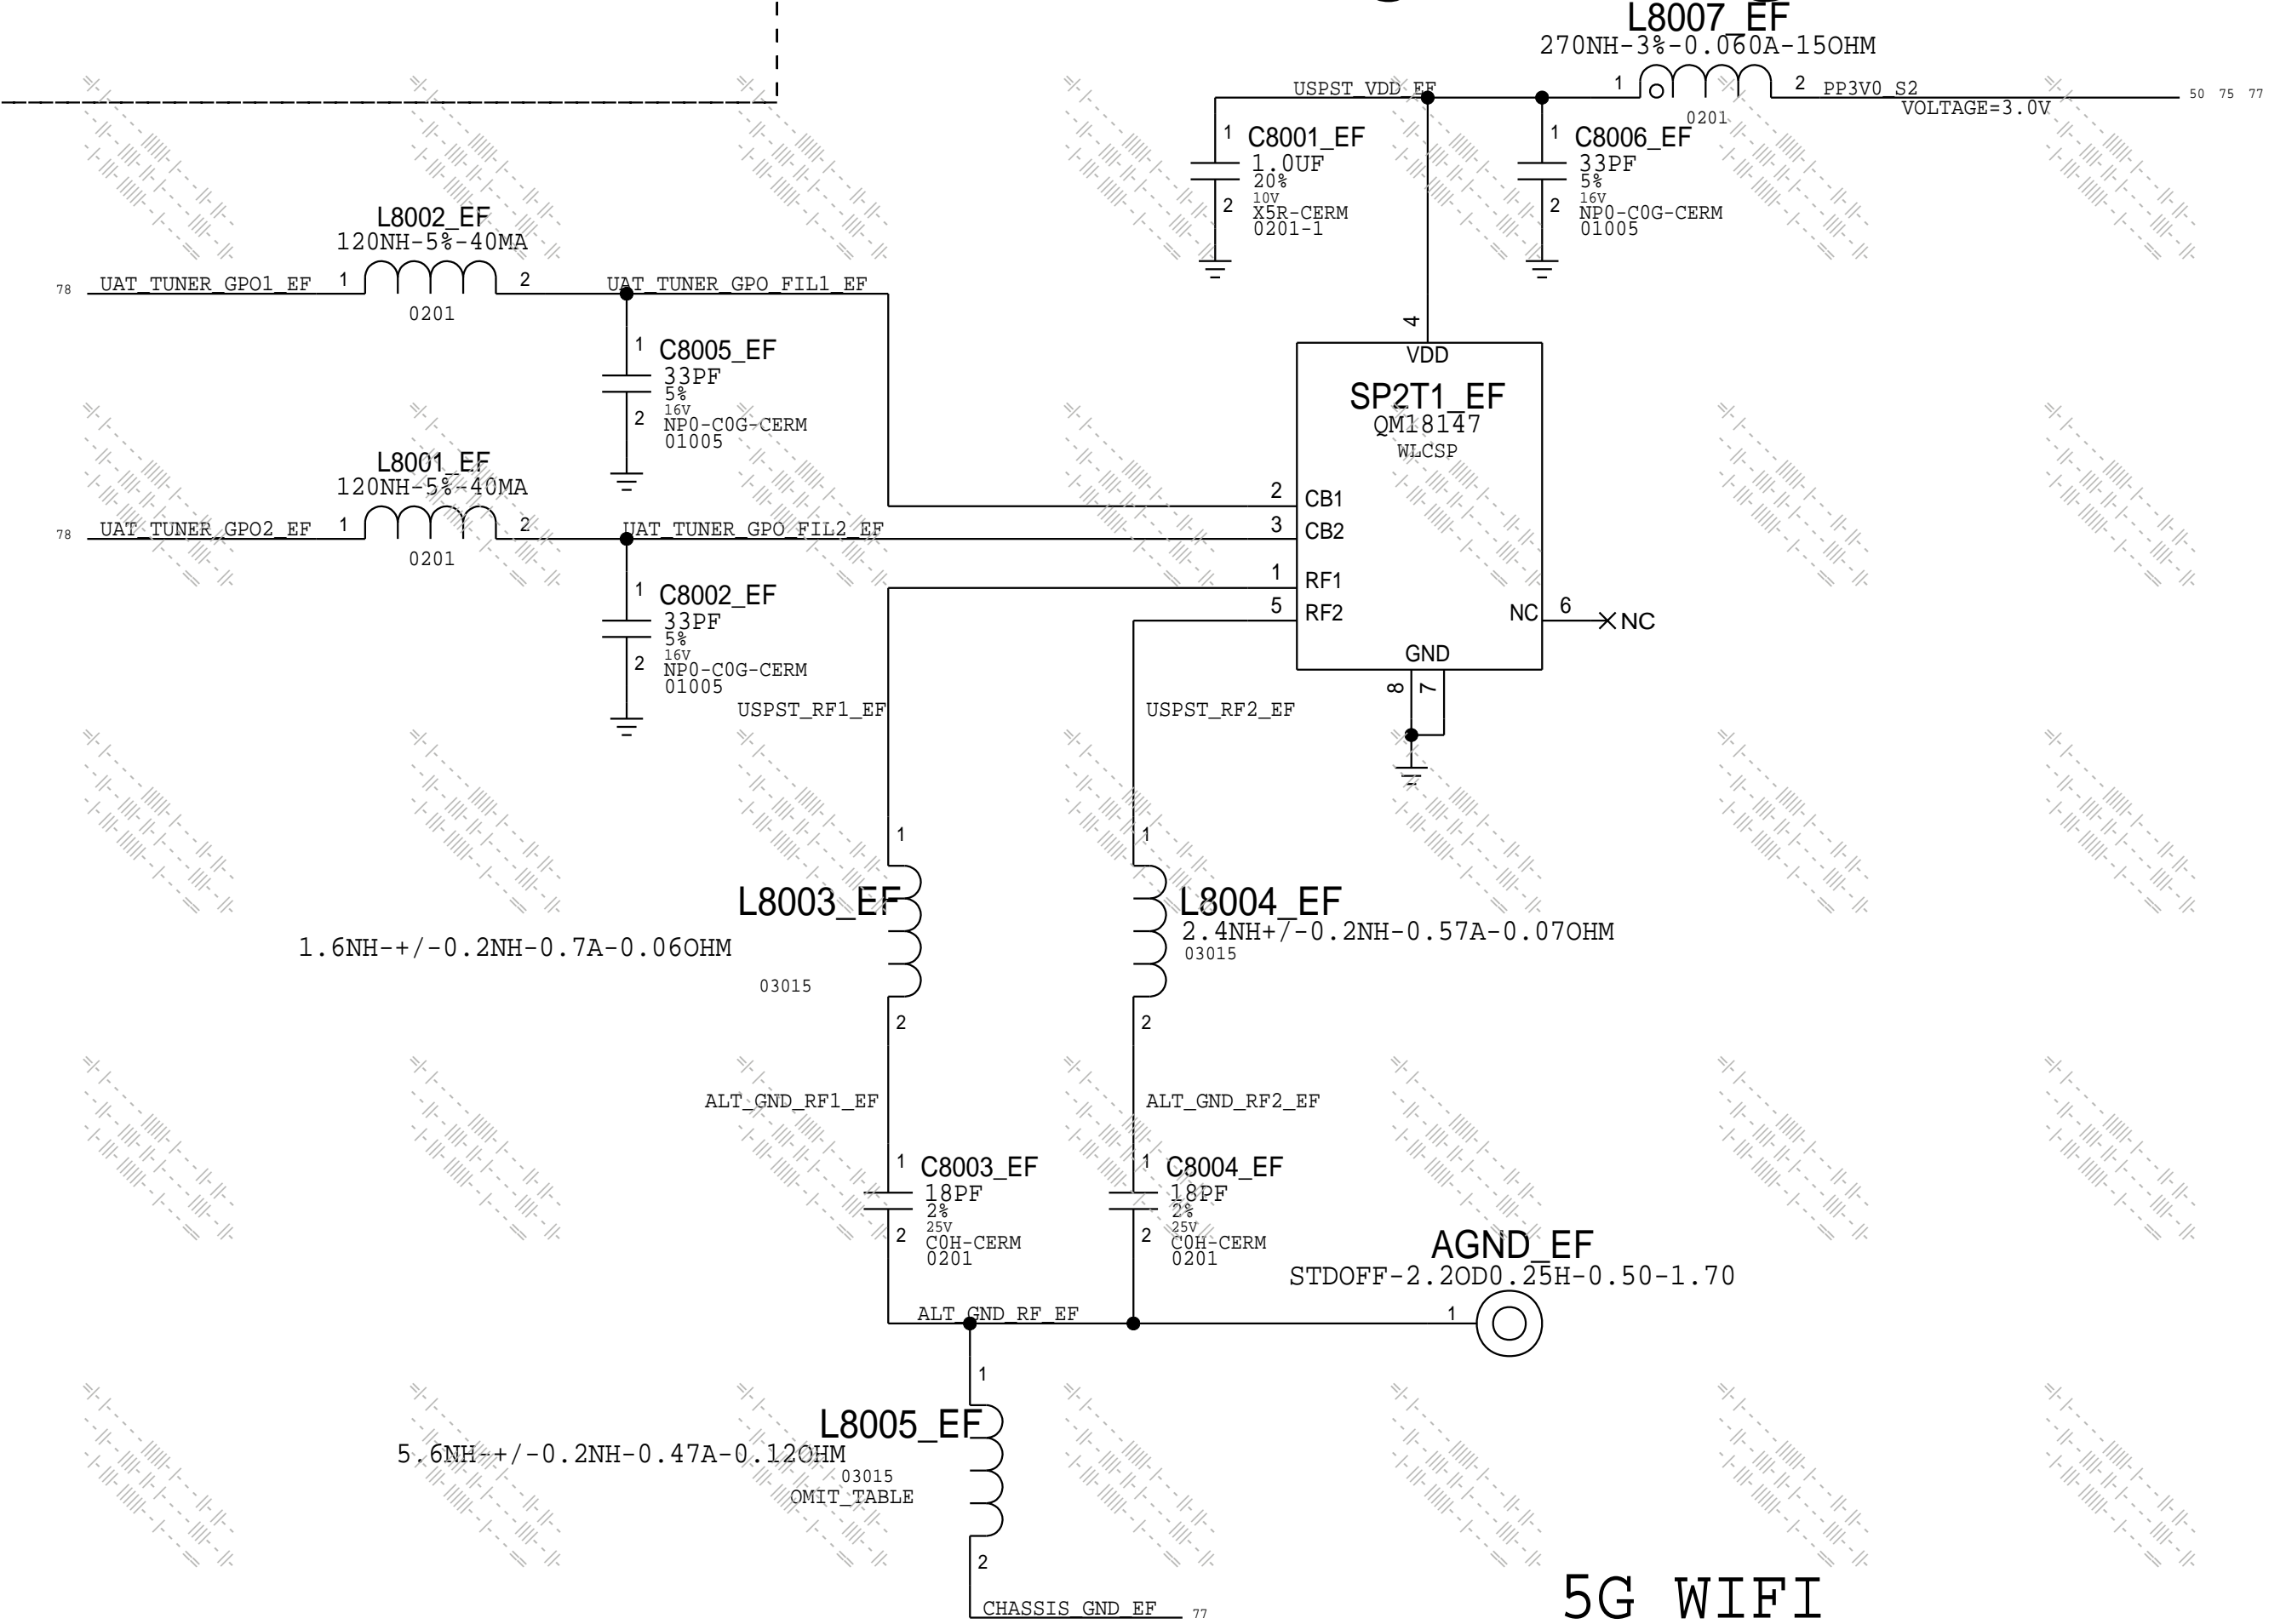 L8007_EF
270NH-3%-0.060A-15OHM
USPST_VDD_EF
1
2
PP3V0_S2
VOLTAGE=3.0V
50 75 77
0201
1
C8001_EF
1.0UF
20%
10V
2
X5R-CERM
0201-1
1
C8006_EF
33PF
5%
16V
2
NP0-C0G-CERM
01005
L8002_EF
120NH-5%-40MA
78
UAT_TUNER_GPO1_EF
1
2
UAT_TUNER_GPO_FIL1_EF
0201
1
C8005_EF
33PF
5%
16V
2
NP0-C0G-CERM
01005
4
VDD
SP2T1_EF
QM18147
WLCSP
L8001_EF
120NH-5%-40MA
78
UAT_TUNER_GPO2_EF
1
2
UAT_TUNER_GPO_FIL2_EF
0201
2
CB1
3
CB2
1
RF1
5
RF2
NC
6
NC
GND
8
7
1
C8002_EF
33PF
5%
16V
2
NP0-C0G-CERM
01005
USPST_RF1_EF
USPST_RF2_EF
1
L8003_EF
1.6NH-+/-0.2NH-0.7A-0.06OHM
03015
2
1
L8004_EF
2.4NH+/-0.2NH-0.57A-0.07OHM
03015
2
ALT_GND_RF1_EF
ALT_GND_RF2_EF
1
C8003_EF
18PF
2%
25V
2
C0H-CERM
0201
1
C8004_EF
18PF
2%
25V
2
C0H-CERM
0201
AGND_EF
STDOFF-2.2OD0.25H-0.50-1.70
ALT_GND_RF_EF
1
1
L8005_EF
5.6NH-+/-0.2NH-0.47A-0.12OHM
03015
OMIT_TABLE
2
CHASSIS_GND_EF
77
5G WIFI